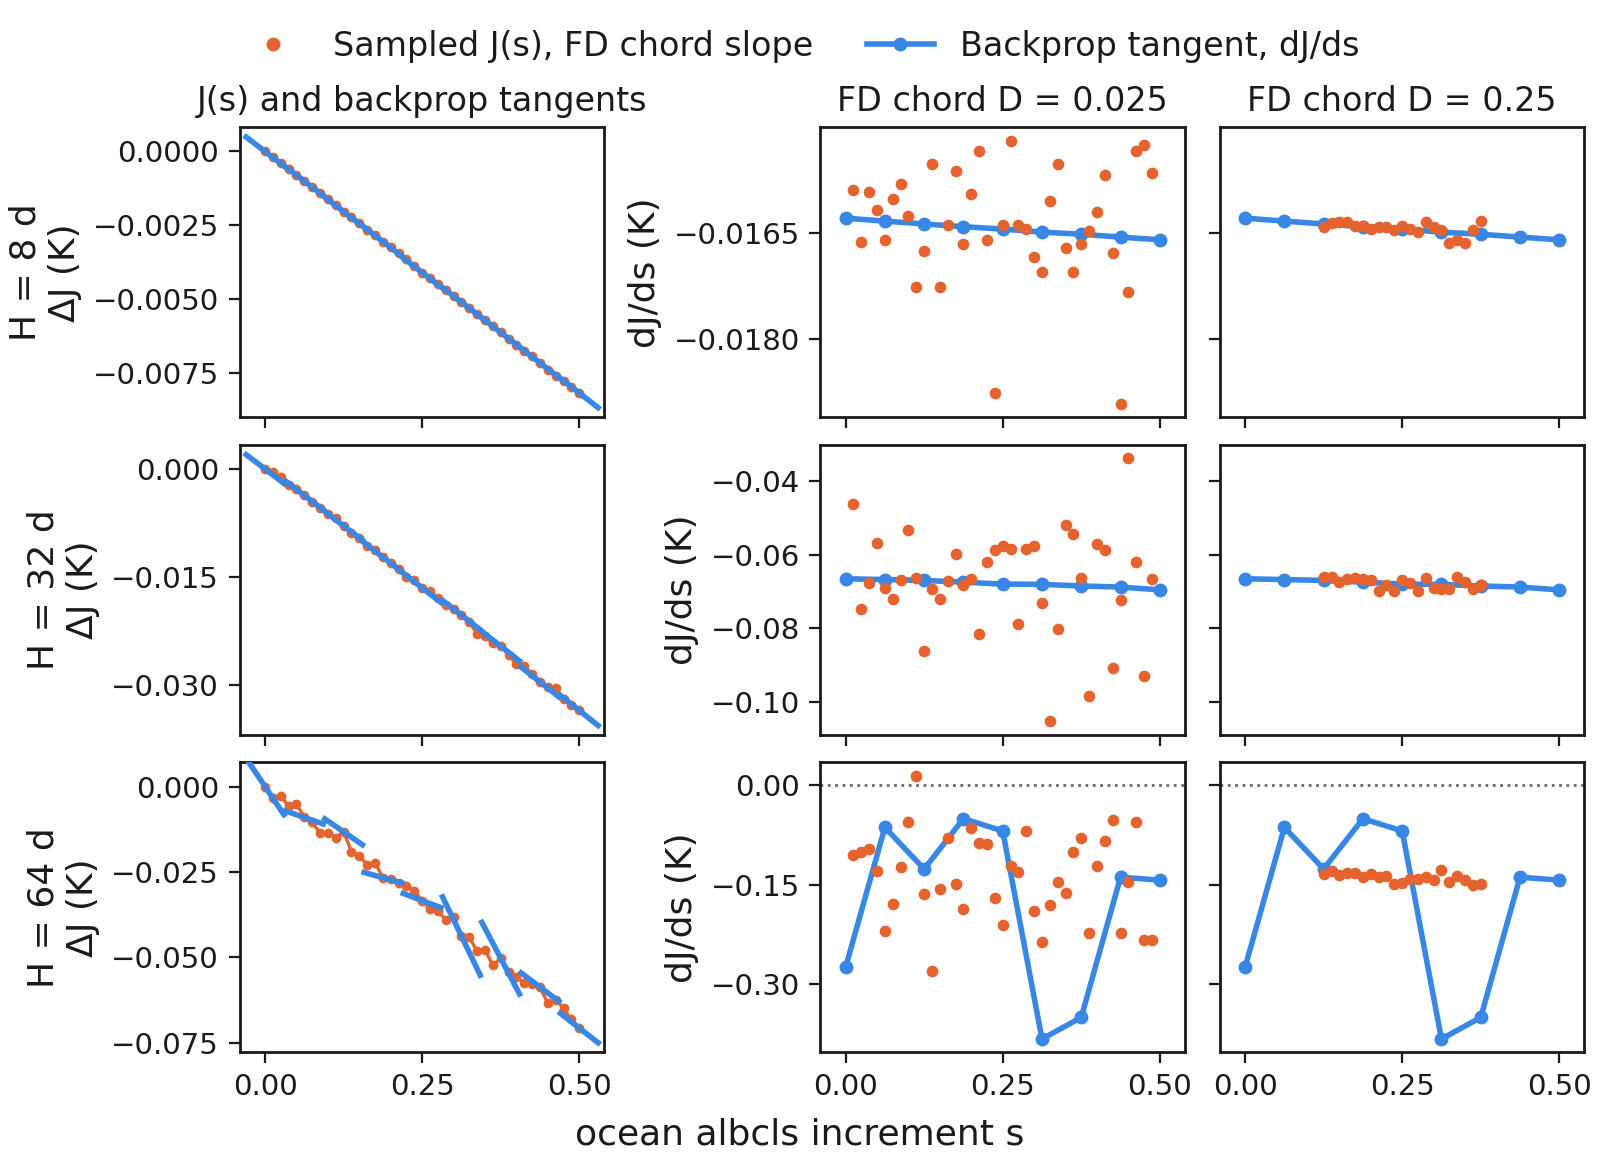 Sampled J(s), FD chord slope
Backprop tangent, dJ/ds
J(s) and backprop tangents
FD chord D = 0.025
FD chord D = 0.25
H = 8 d
ΔJ (K)
0.0000
−0.0025
−0.0050
−0.0075
dJ/ds (K)
−0.0165
−0.0180
H = 32 d
ΔJ (K)
0.000
−0.015
−0.030
dJ/ds (K)
−0.04
−0.06
−0.08
−0.10
H = 64 d
ΔJ (K)
0.000
−0.025
−0.050
−0.075
dJ/ds (K)
0.00
−0.15
−0.30
0.00 0.25 0.50
0.00 0.25 0.50
0.00 0.25 0.50
ocean albcls increment s